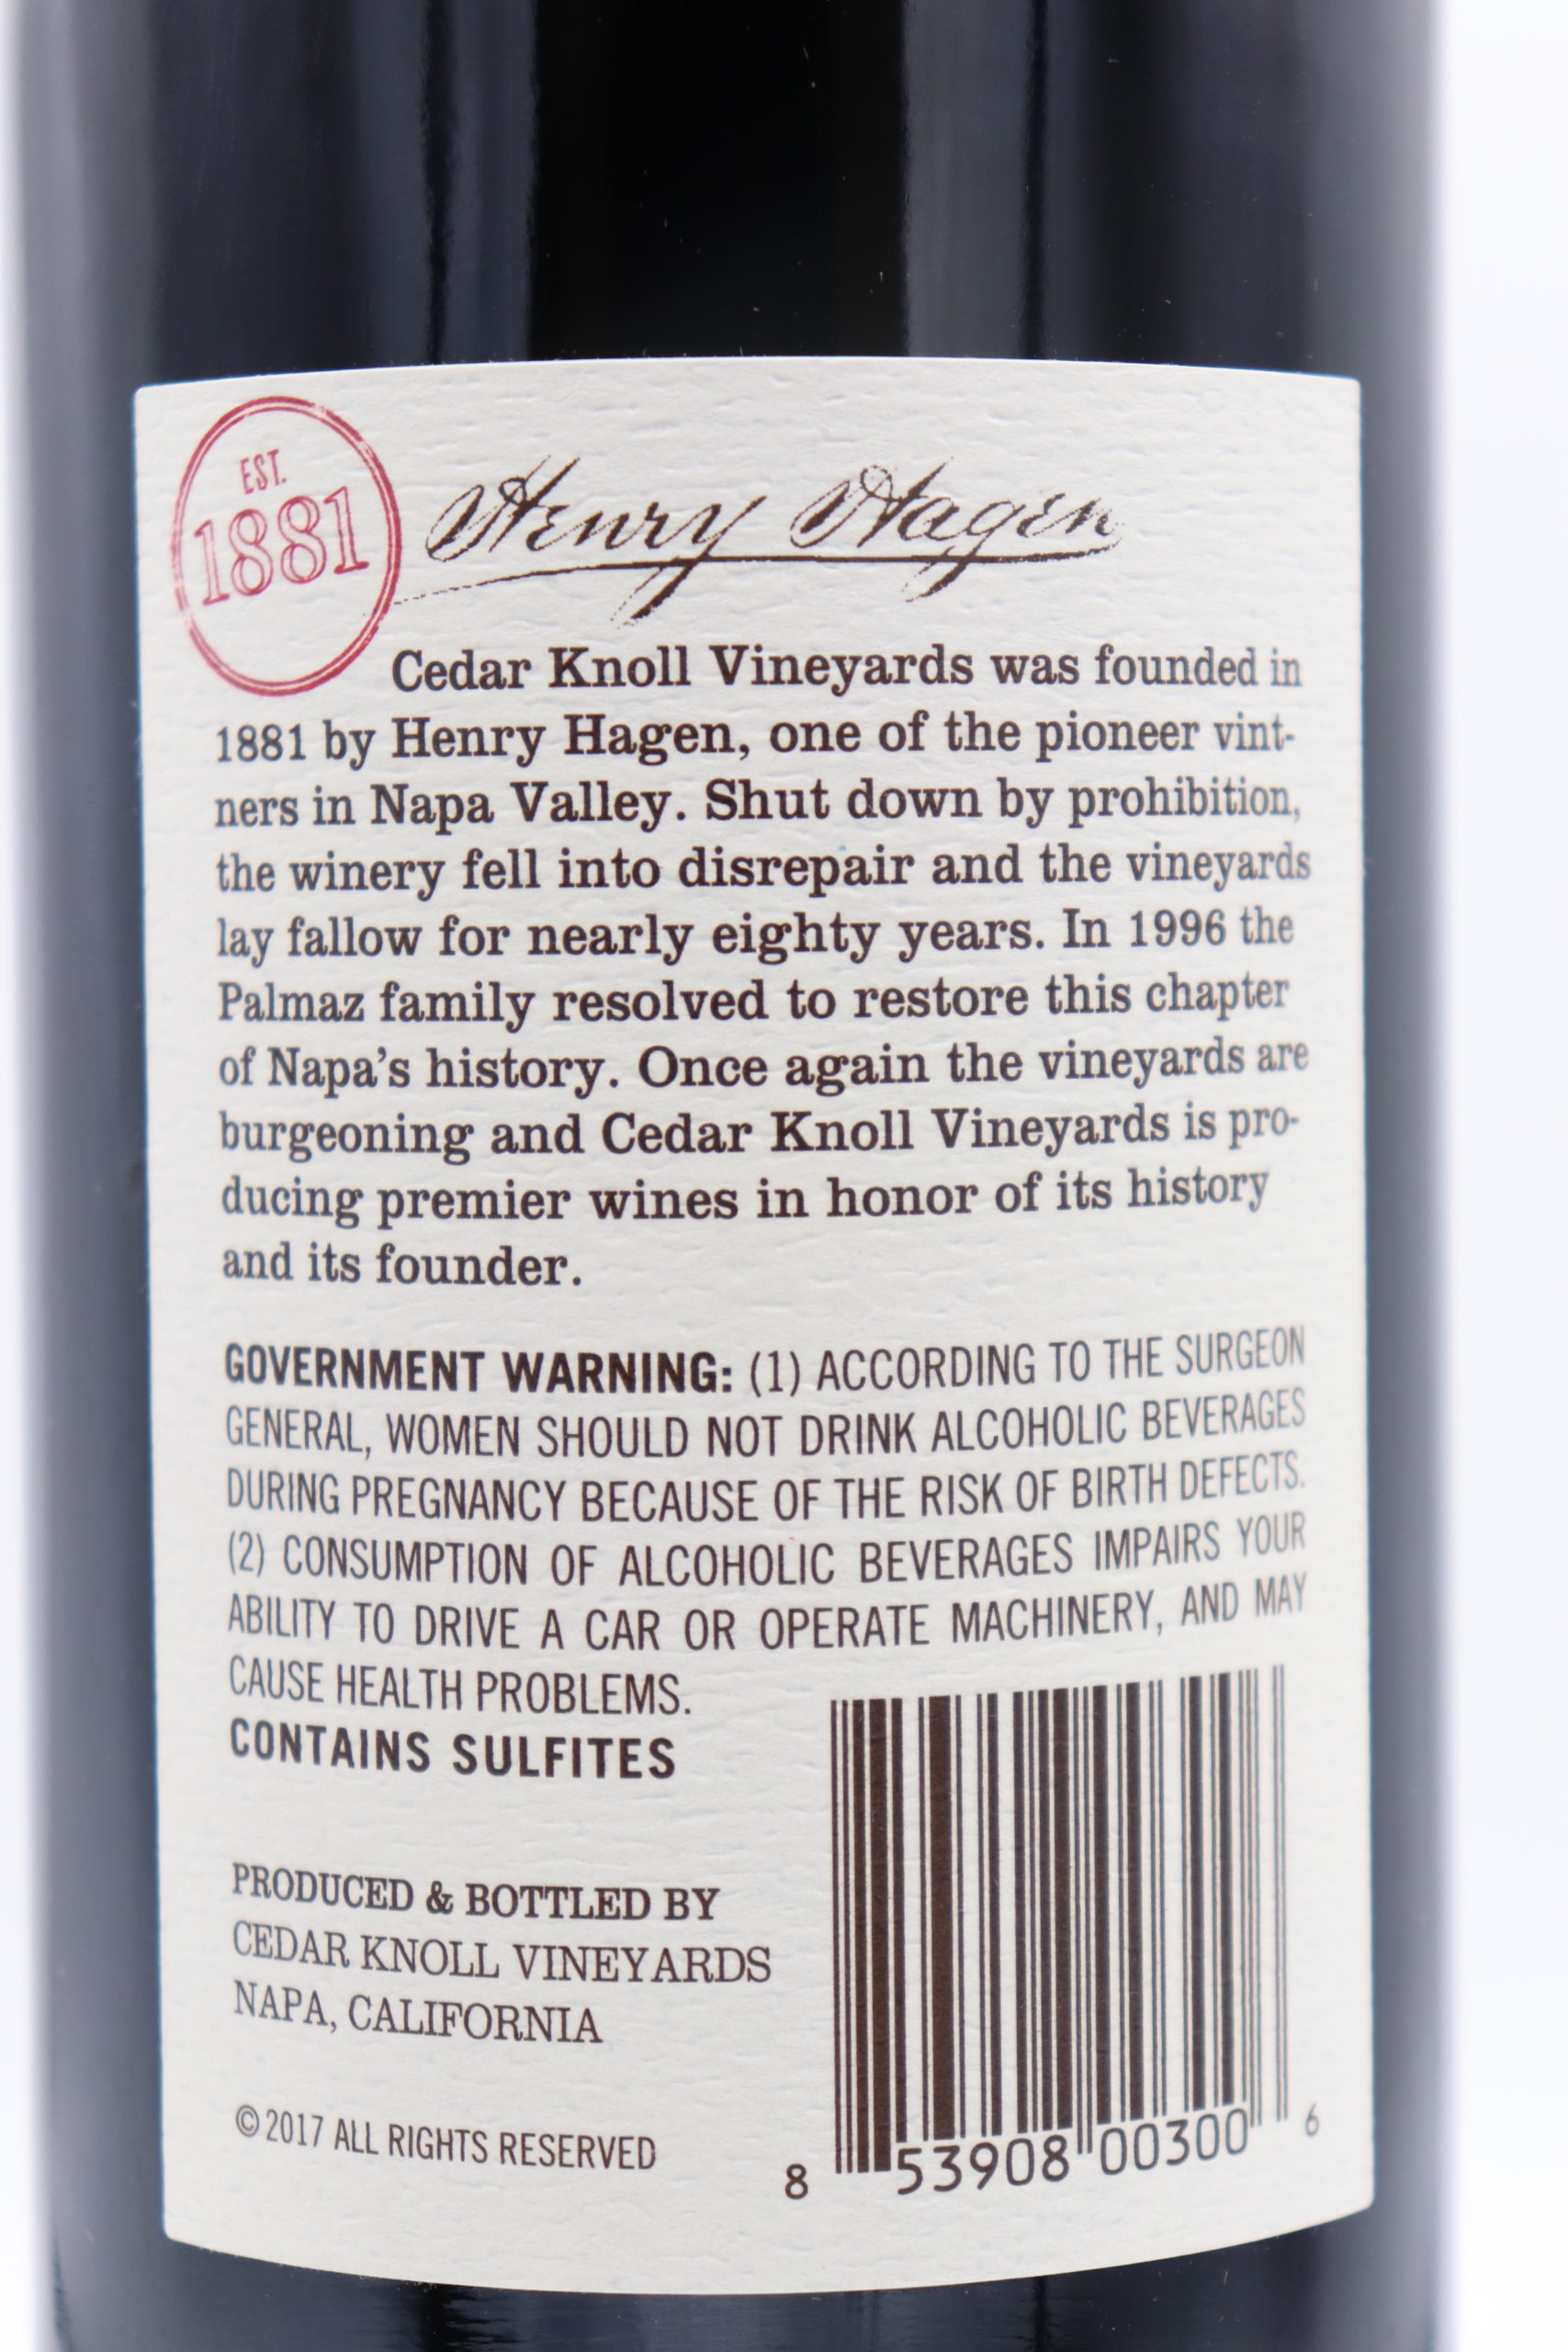 EST.
1881
Henry Hagen
Cedar Knoll Vineyards was founded in
1881 by Henry Hagen, one of the pioneer vint-
ners in Napa Valley. Shut down by prohibition,
the winery fell into disrepair and the vineyards
lay fallow for nearly eighty years. In 1996 the
Palmaz family resolved to restore this chapter
of Napa’s history. Once again the vineyards are
burgeoning and Cedar Knoll Vineyards is pro-
ducing premier wines in honor of its history
and its founder.
GOVERNMENT WARNING: (1) ACCORDING TO THE SURGEON
GENERAL, WOMEN SHOULD NOT DRINK ALCOHOLIC BEVERAGES
DURING PREGNANCY BECAUSE OF THE RISK OF BIRTH DEFECTS.
(2) CONSUMPTION OF ALCOHOLIC BEVERAGES IMPAIRS YOUR
ABILITY TO DRIVE A CAR OR OPERATE MACHINERY, AND MAY
CAUSE HEALTH PROBLEMS.
CONTAINS SULFITES
PRODUCED & BOTTLED BY
CEDAR KNOLL VINEYARDS
NAPA, CALIFORNIA
© 2017 ALL RIGHTS RESERVED
8 53908 00300 6